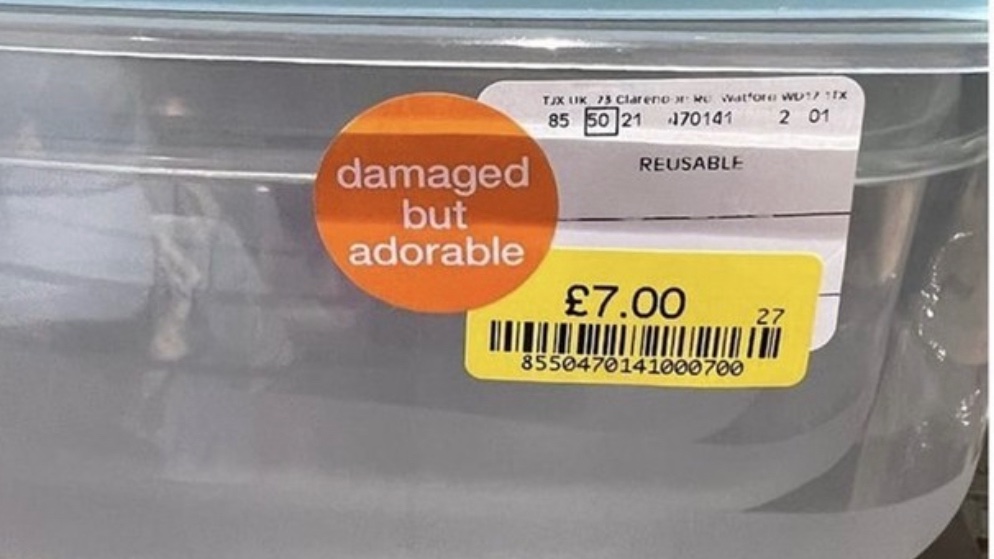 TJX UK 73 Clarendon Rd. Watford WD17 1TX
85 50 21 470141 2 01
REUSABLE
damaged
but
adorable
£7.00
27
8550470141000700